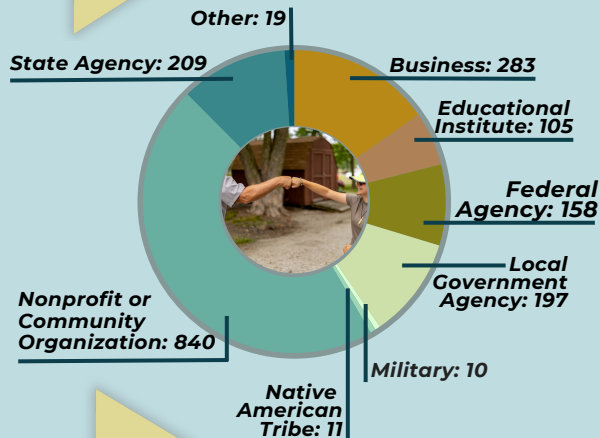 Other: 19
State Agency: 209
Business: 283
Educational
Institute: 105
Federal
Agency: 158
Local
Government
Agency: 197
Nonprofit or
Community
Organization: 840
Military: 10
Native
American
Tribe: 11